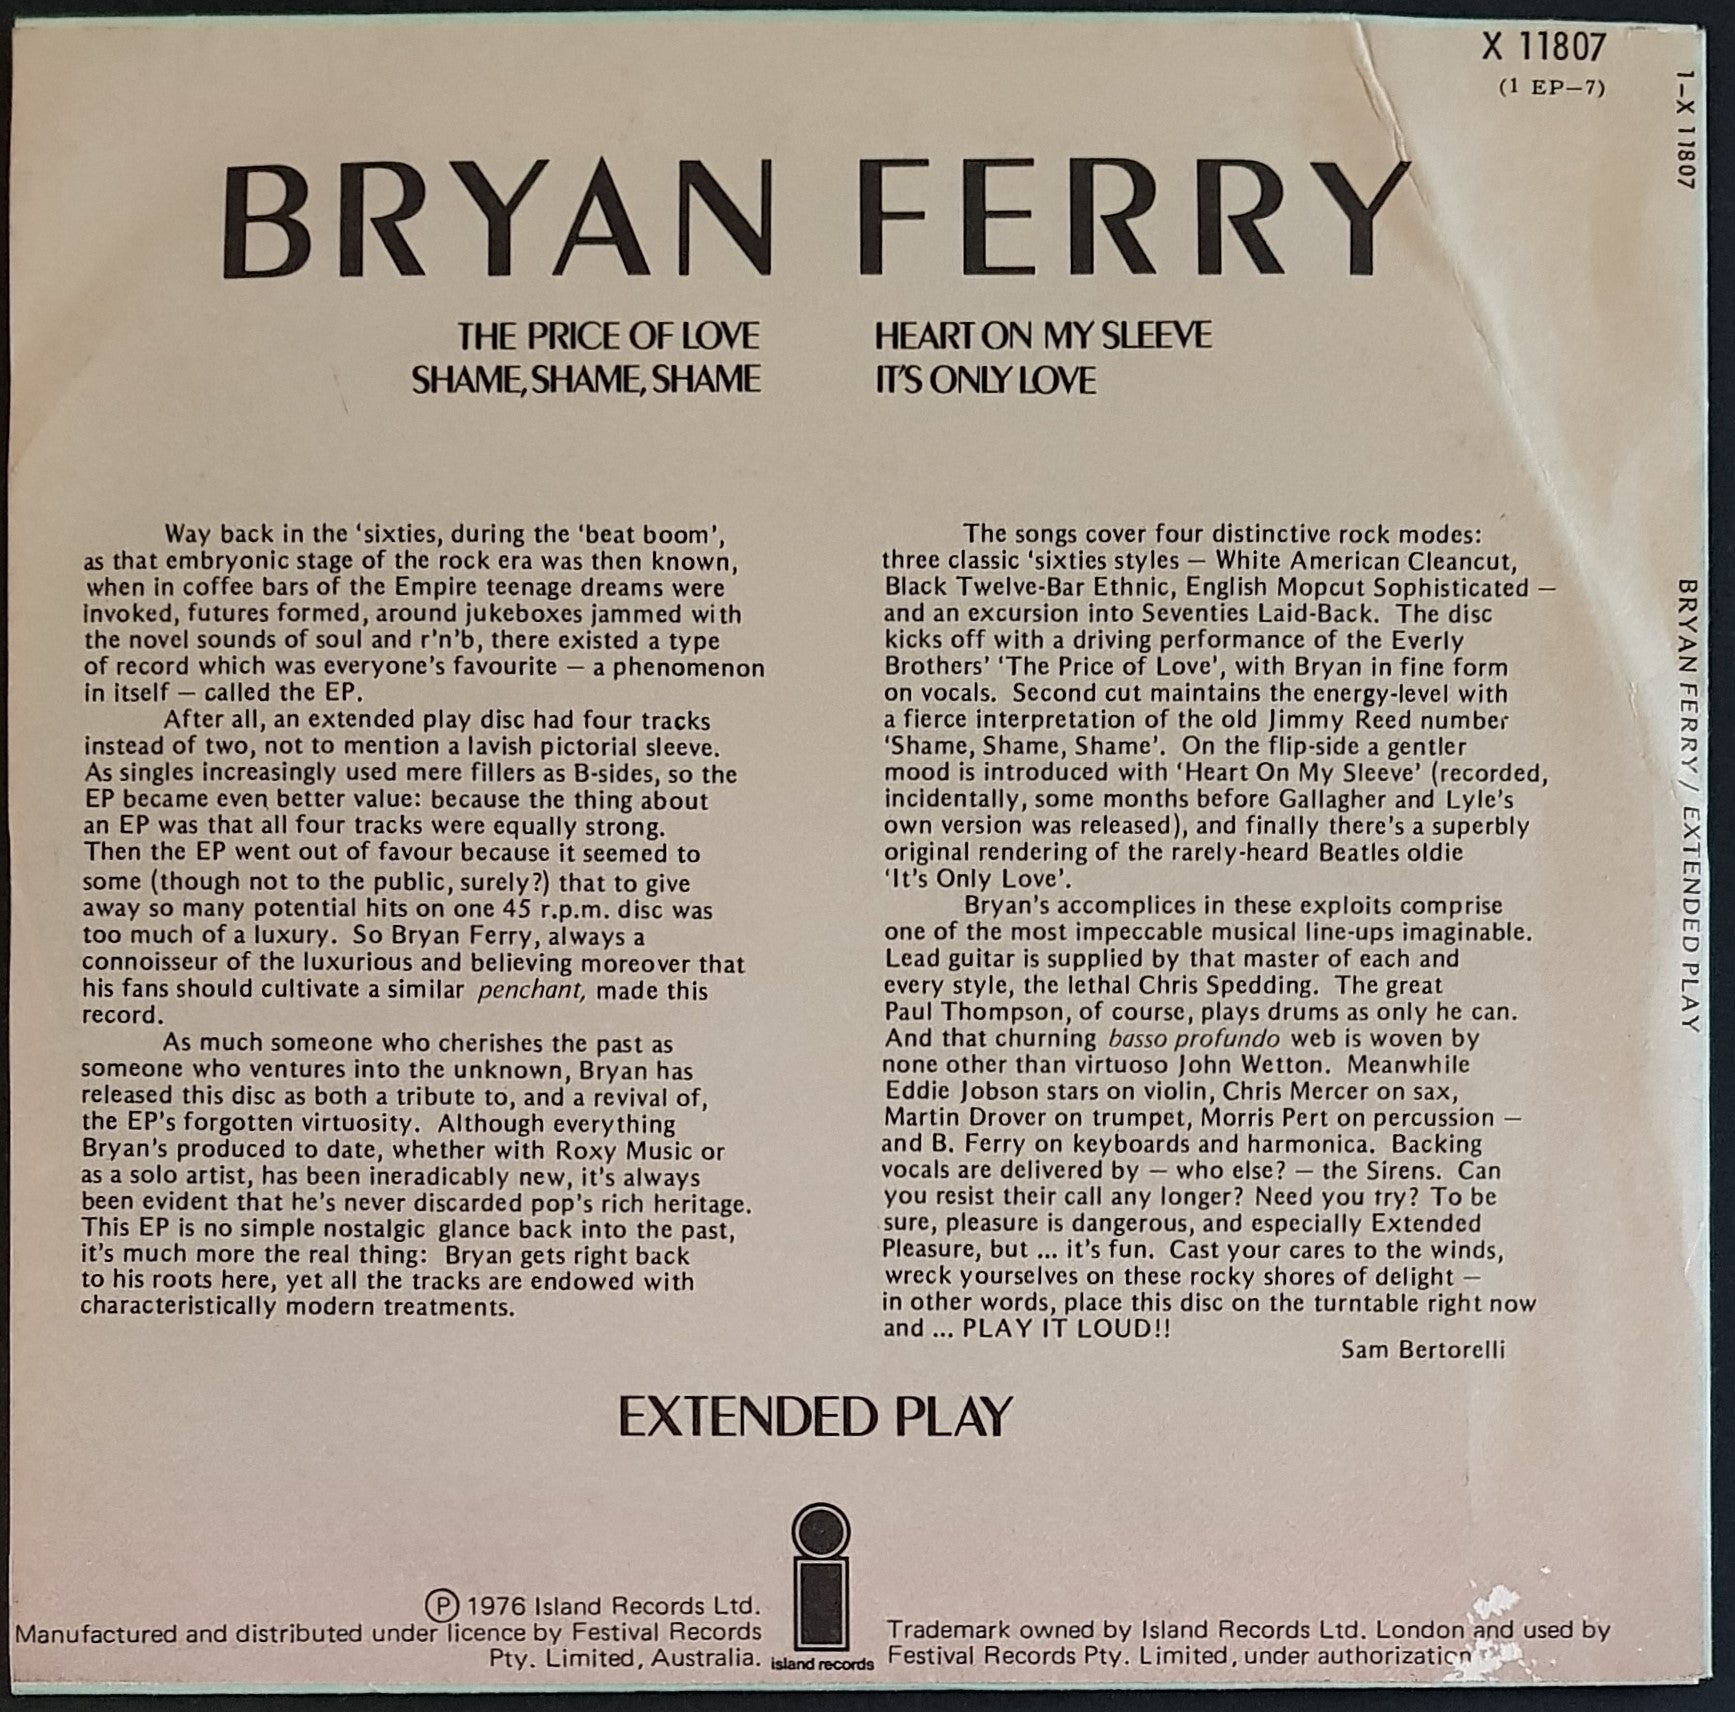 X 11807
(1 EP—7)
1-X 11807
BRYAN FERRY
THE PRICE OF LOVE
SHAME, SHAME, SHAME
HEART ON MY SLEEVE
IT'S ONLY LOVE
Way back in the ‘sixties, during the ‘beat boom’,
as that embryonic stage of the rock era was then known,
when in coffee bars of the Empire teenage dreams were
invoked, futures formed, around jukeboxes jammed with
the novel sounds of soul and r’n’b, there existed a type
of record which was everyone’s favourite — a phenomenon
in itself — called the EP.
After all, an extended play disc had four tracks
instead of two, not to mention a lavish pictorial sleeve.
As singles increasingly used mere fillers as B-sides, so the
EP became even better value: because the thing about
an EP was that all four tracks were equally strong.
Then the EP went out of favour because it seemed to
some (though not to the public, surely?) that to give
away so many potential hits on one 45 r.p.m. disc was
too much of a luxury. So Bryan Ferry, always a
connoisseur of the luxurious and believing moreover that
his fans should cultivate a similar penchant, made this
record.
As much someone who cherishes the past as
someone who ventures into the unknown, Bryan has
released this disc as both a tribute to, and a revival of,
the EP’s forgotten virtuosity. Although everything
Bryan’s produced to date, whether with Roxy Music or
as a solo artist, has been ineradicably new, it’s always
been evident that he’s never discarded pop’s rich heritage.
This EP is no simple nostalgic glance back into the past,
it’s much more the real thing: Bryan gets right back
to his roots here, yet all the tracks are endowed with
characteristically modern treatments.
The songs cover four distinctive rock modes:
three classic ‘sixties styles — White American Cleancut,
Black Twelve-Bar Ethnic, English Mopcut Sophisticated —
and an excursion into Seventies Laid-Back. The disc
kicks off with a driving performance of the Everly
Brothers’ ‘The Price of Love’, with Bryan in fine form
on vocals. Second cut maintains the energy-level with
a fierce interpretation of the old Jimmy Reed number
‘Shame, Shame, Shame’. On the flip-side a gentler
mood is introduced with ‘Heart On My Sleeve’ (recorded,
incidentally, some months before Gallagher and Lyle’s
own version was released), and finally there’s a superbly
original rendering of the rarely-heard Beatles oldie
‘It’s Only Love’.
Bryan’s accomplices in these exploits comprise
one of the most impeccable musical line-ups imaginable.
Lead guitar is supplied by that master of each and
every style, the lethal Chris Spedding. The great
Paul Thompson, of course, plays drums as only he can.
And that churning basso profundo web is woven by
none other than virtuoso John Wetton. Meanwhile
Eddie Jobson stars on violin, Chris Mercer on sax,
Martin Drover on trumpet, Morris Pert on percussion —
and B. Ferry on keyboards and harmonica. Backing
vocals are delivered by — who else? — the Sirens. Can
you resist their call any longer? Need you try? To be
sure, pleasure is dangerous, and especially Extended
Pleasure, but ... it’s fun. Cast your cares to the winds,
wreck yourselves on these rocky shores of delight —
in other words, place this disc on the turntable right now
and ... PLAY IT LOUD!!
Sam Bertorelli
BRYAN FERRY / EXTENDED PLAY
EXTENDED PLAY
Ⓟ 1976 Island Records Ltd.
Manufactured and distributed under licence by Festival Records
Pty. Limited, Australia.
island records
Trademark owned by Island Records Ltd. London and used by
Festival Records Pty. Limited, under authorization